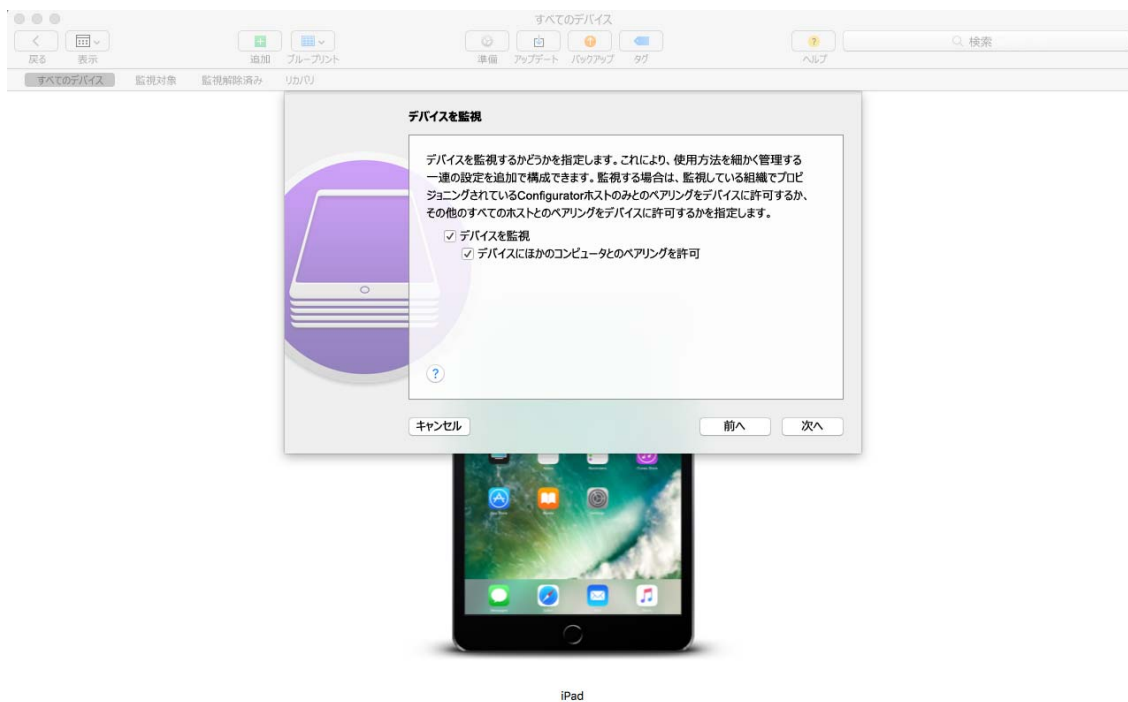 すべてのデバイス
戻る 表示 追加 ブループリント 準備 アップデート バックアップ タグ ヘルプ 検索
すべてのデバイス 監視対象 監視解除済み リカバリ
デバイスを監視
デバイスを監視するかどうかを指定します。これにより、使用方法を細かく管理する
一連の設定を追加で構成できます。監視する場合は、監視している組織でプロビ
ジョニングされているConfiguratorホストのみとのペアリングをデバイスに許可するか、
その他のすべてのホストとのペアリングをデバイスに許可するかを指定します。
デバイスを監視
デバイスにほかのコンピュータとのペアリングを許可
?
キャンセル 前へ 次へ
iPad